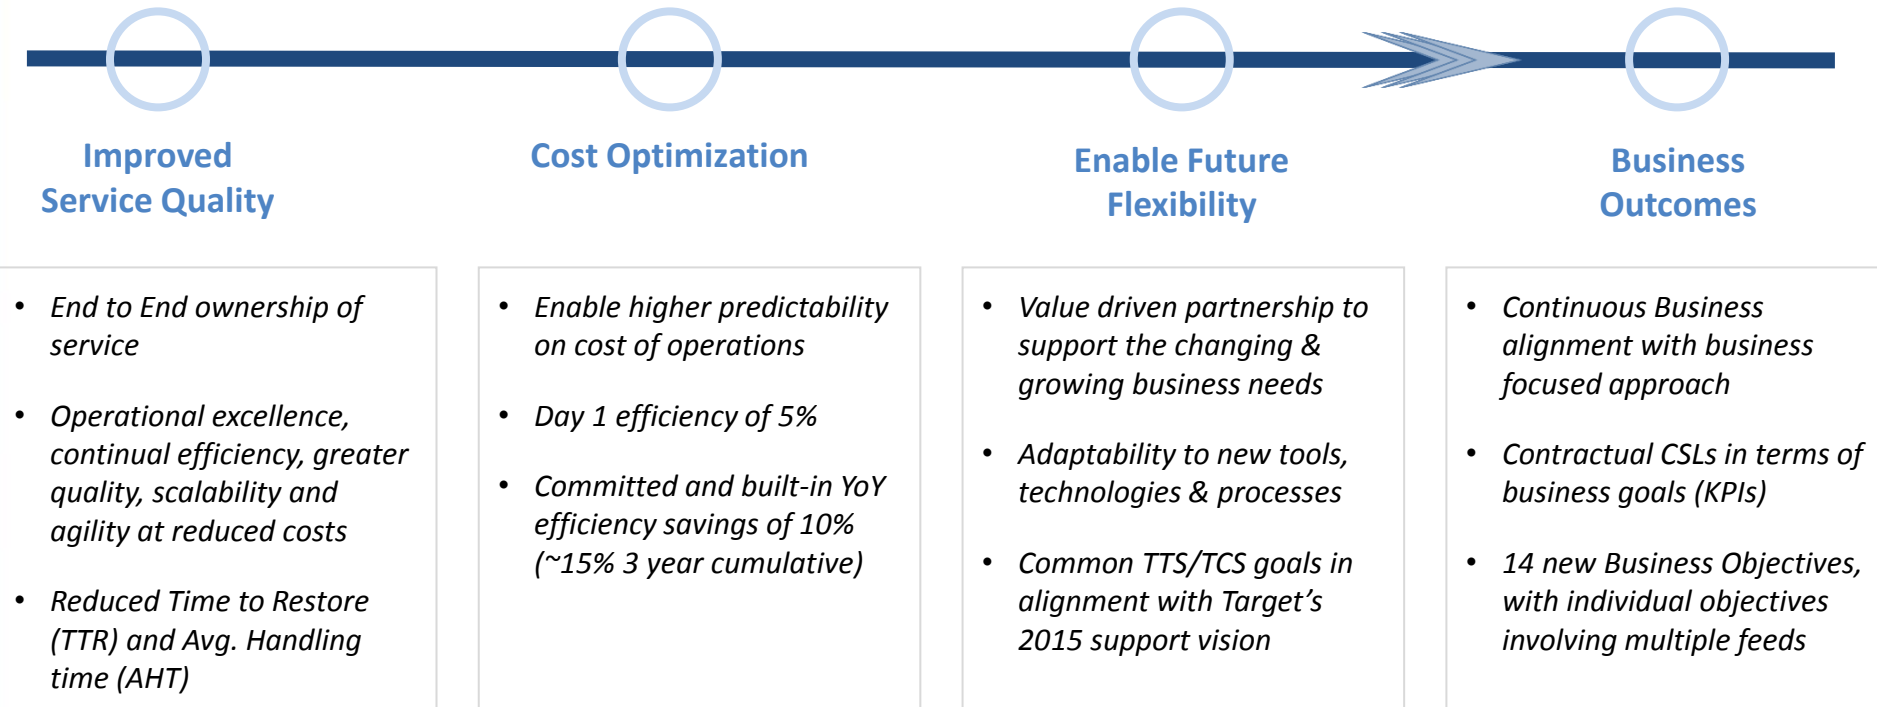 Improved
Service Quality
Cost Optimization
Enable Future
Flexibility
Business
Outcomes
• End to End ownership of
service
• Operational excellence,
continual efficiency, greater
quality, scalability and
agility at reduced costs
• Reduced Time to Restore
(TTR) and Avg. Handling
time (AHT)
• Enable higher predictability
on cost of operations
• Day 1 efficiency of 5%
• Committed and built-in YoY
efficiency savings of 10%
(~15% 3 year cumulative)
• Value driven partnership to
support the changing &
growing business needs
• Adaptability to new tools,
technologies & processes
• Common TTS/TCS goals in
alignment with Target’s
2015 support vision
• Continuous Business
alignment with business
focused approach
• Contractual CSLs in terms of
business goals (KPIs)
• 14 new Business Objectives,
with individual objectives
involving multiple feeds